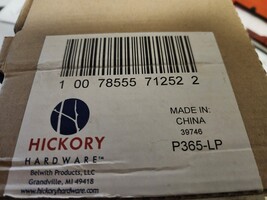 1 00 78555 71252 2
MADE IN:
CHINA
39746
P365-LP
HICKORY
HARDWARE™
Belwith Products, LLC
Grandville, MI 49418
www.hickoryhardware.com